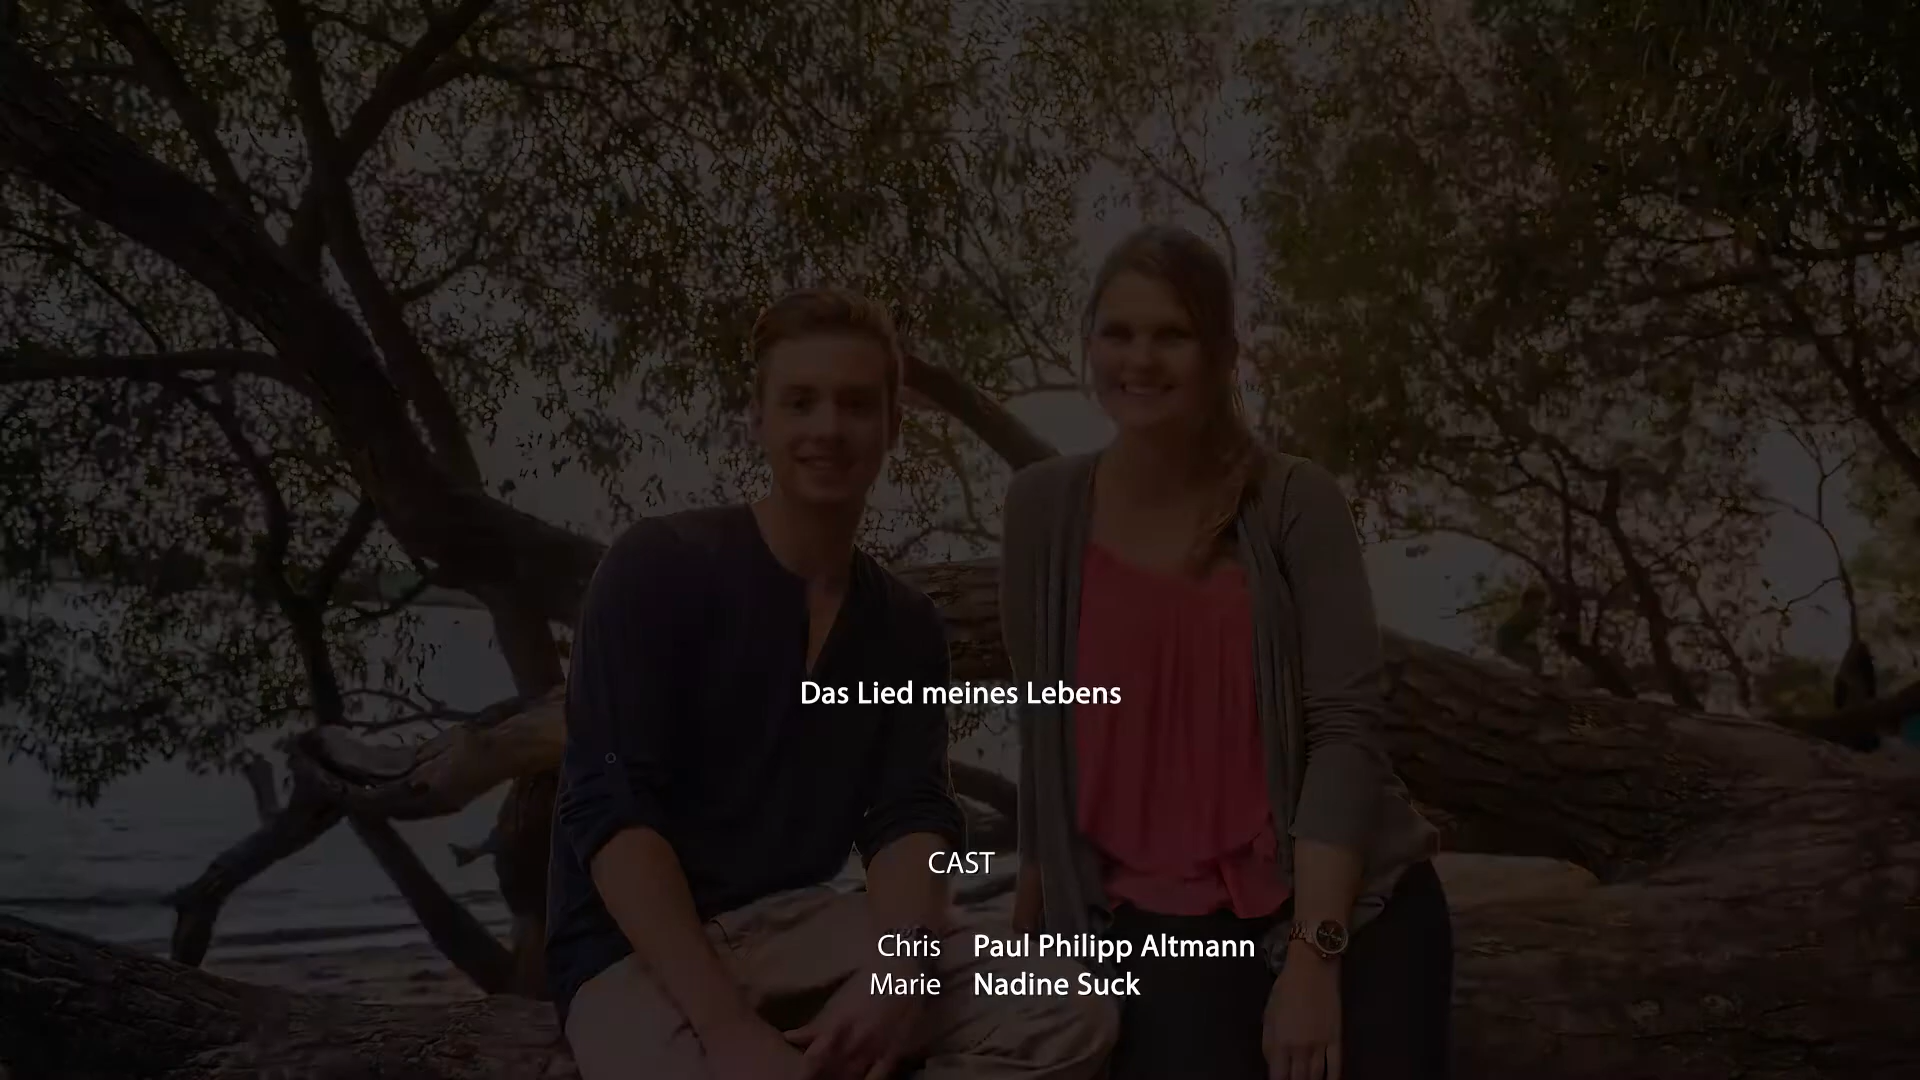 Das Lied meines Lebens
CAST
Chris Paul Philipp Altmann
Marie Nadine Suck